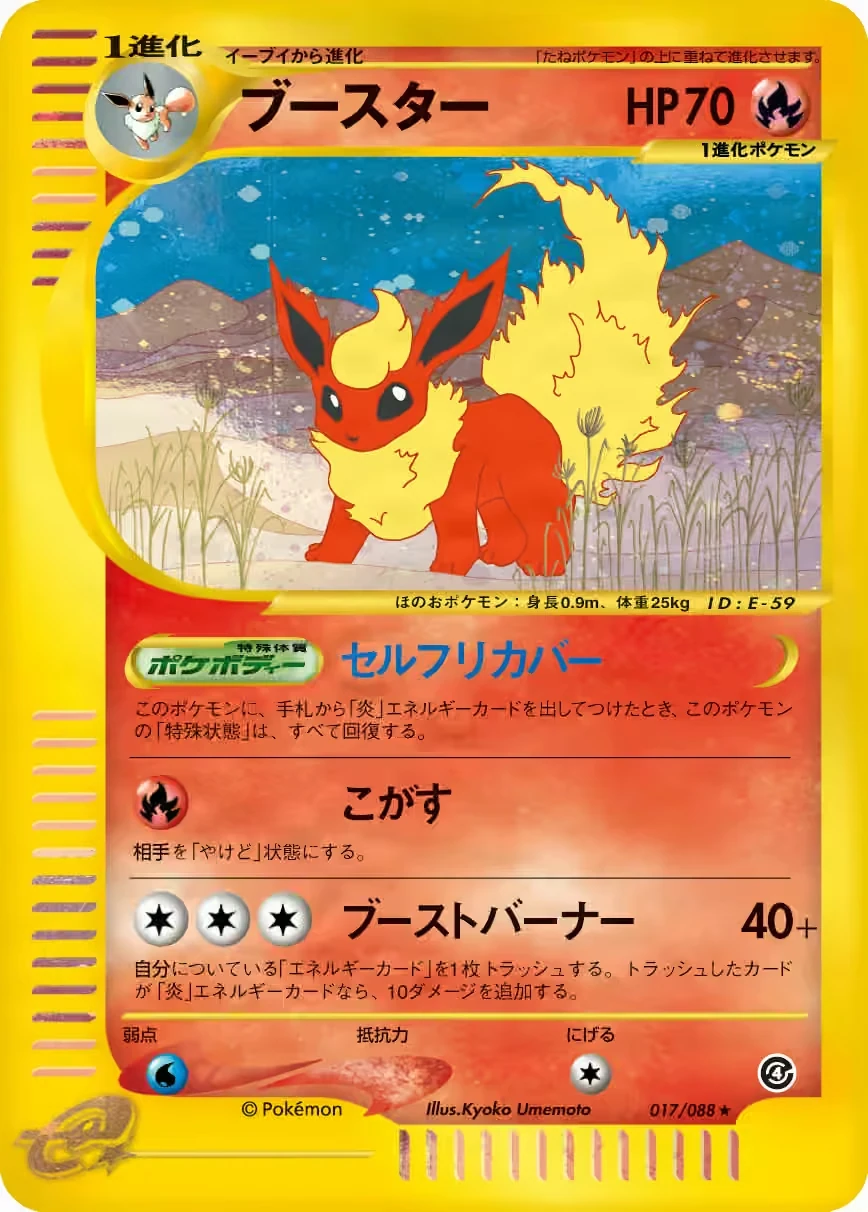 1進化
イーブイから進化
「たねポケモン」の上に重ねて進化させます。
ブースター
HP70
1進化ポケモン
ほのおポケモン：身長0.9m、体重25kg ID：E-59
特殊体質
ポケボディー
セルフリカバー
このポケモンに、手札から「炎」エネルギーカードを出してつけたとき、このポケモン
の「特殊状態」は、すべて回復する。
こがす
相手を「やけど」状態にする。
ブーストバーナー 40+
自分についている「エネルギーカード」を1枚トラッシュする。トラッシュしたカード
が「炎」エネルギーカードなら、10ダメージを追加する。
弱点 抵抗力 にげる
4
© Pokémon Illus.Kyoko Umemoto 017/088★